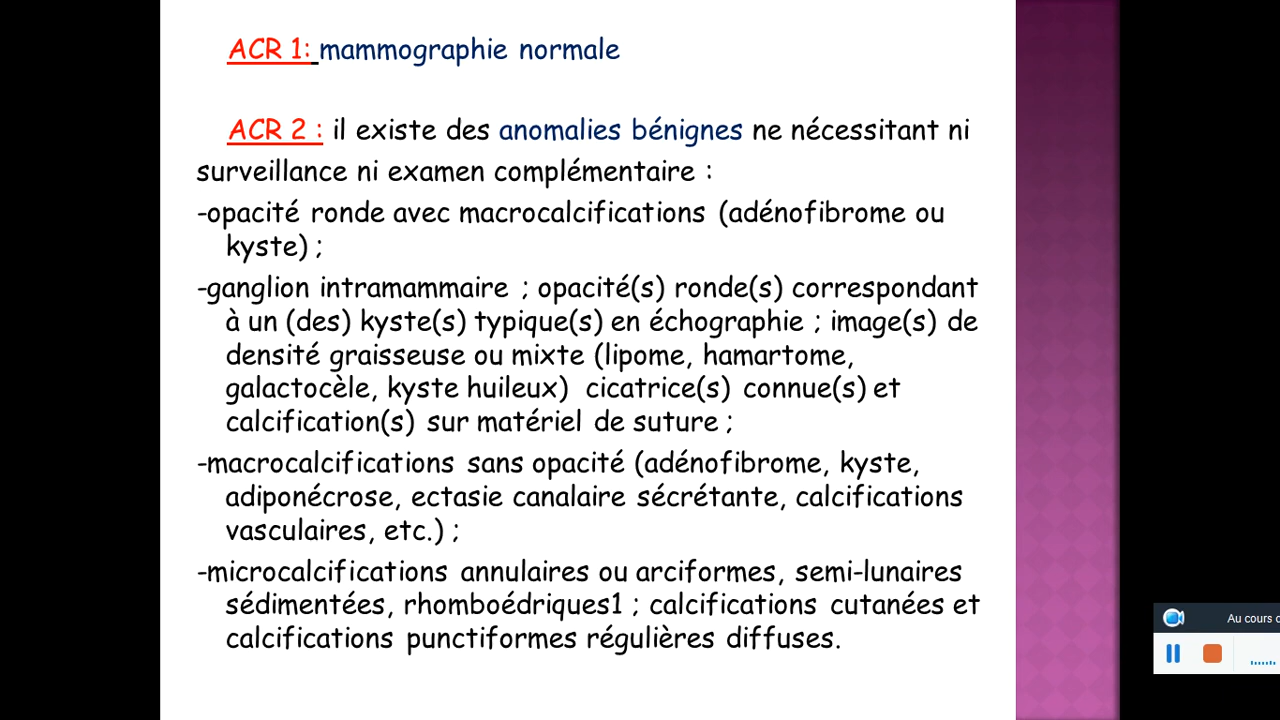 ACR 1: mammographie normale
ACR 2 : il existe des anomalies bénignes ne nécessitant ni
surveillance ni examen complémentaire :
-opacité ronde avec macrocalcifications (adénofibrome ou
kyste) ;
-ganglion intramammaire ; opacité(s) ronde(s) correspondant
à un (des) kyste(s) typique(s) en échographie ; image(s) de
densité graisseuse ou mixte (lipome, hamartome,
galactocèle, kyste huileux) cicatrice(s) connue(s) et
calcification(s) sur matériel de suture ;
-macrocalcifications sans opacité (adénofibrome, kyste,
adiponécrose, ectasie canalaire sécrétante, calcifications
vasculaires, etc.) ;
-microcalcifications annulaires ou arciformes, semi-lunaires
sédimentées, rhomboédriques1 ; calcifications cutanées et
calcifications punctiformes régulières diffuses.
Au cours